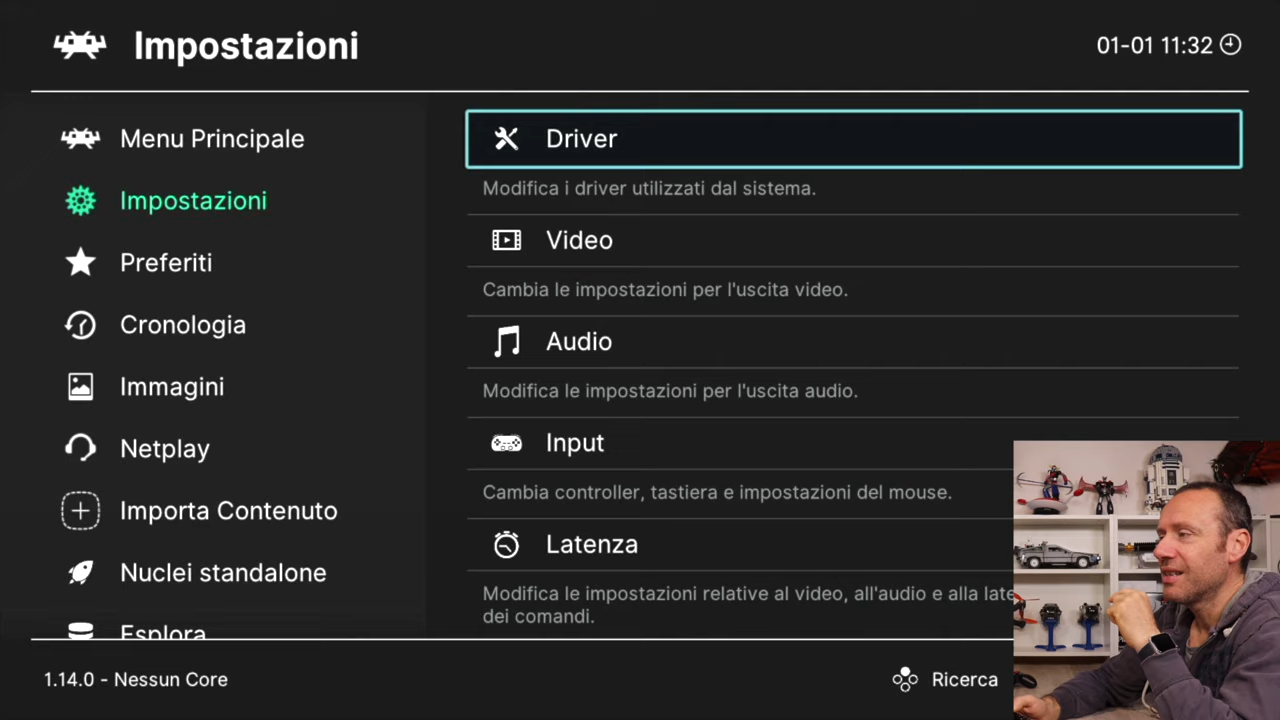 Impostazioni
01-01 11:32
Menu Principale
Impostazioni
Preferiti
Cronologia
Immagini
Netplay
Importa Contenuto
Nuclei standalone
Esplora
Driver
Modifica i driver utilizzati dal sistema.
Video
Cambia le impostazioni per l'uscita video.
Audio
Modifica le impostazioni per l'uscita audio.
Input
Cambia controller, tastiera e impostazioni del mouse.
Latenza
Modifica le impostazioni relative al video, all'audio e alla late
dei comandi.
1.14.0 - Nessun Core
Ricerca